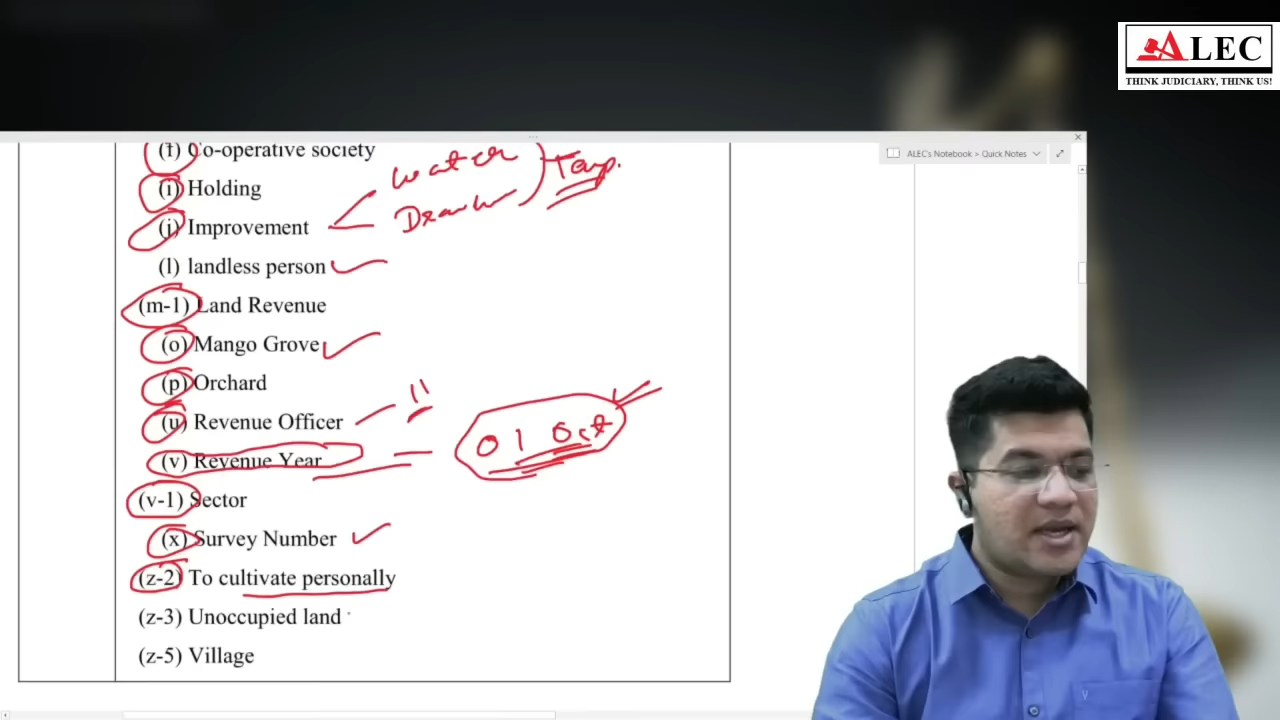 ALEC
THINK JUDICIARY, THINK US!
ALEC's Notebook > Quick Notes
(f) Co-operative society
water
Temp.
(i) Holding
(j) Improvement
(l) landless person
(m-1) Land Revenue
(o) Mango Grove
(p) Orchard
(u) Revenue Officer
11
01 Oct
(v) Revenue Year
(v-1) Sector
(x) Survey Number
(z-2) To cultivate personally
(z-3) Unoccupied land
(z-5) Village